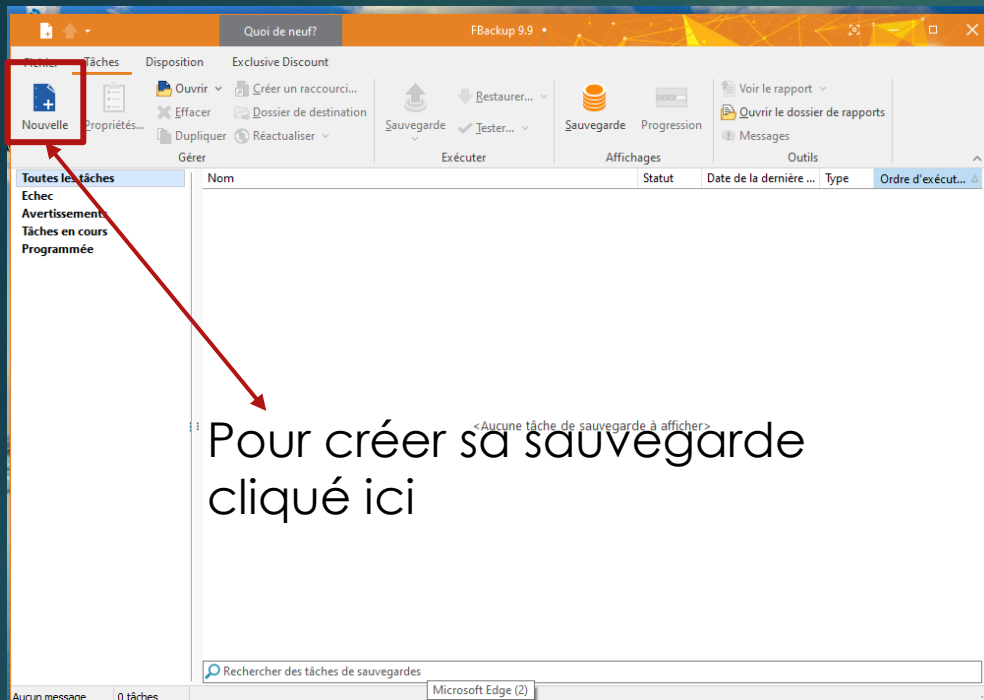 Quoi de neuf?
FBackup 9.9
Fichier Tâches Disposition Exclusive Discount
Nouvelle
Propriétés...
Ouvrir
Effacer
Dupliquer
Créer un raccourci...
Dossier de destination
Réactualiser
Gérer
Sauvegarde
Restaurer...
Tester...
Exécuter
Sauvegarde
Progression
Affichages
Voir le rapport
Ouvrir le dossier de rapports
Messages
Outils
Toutes les tâches
Echec
Avertissements
Tâches en cours
Programmée
Nom Statut Date de la dernière ... Type Ordre d'exécut...
<Aucune tâche de sauvegarde à afficher>
Pour créer sa sauvegarde
cliqué ici
Rechercher des tâches de sauvegardes
Microsoft Edge (2)
Aucun message 0 tâches